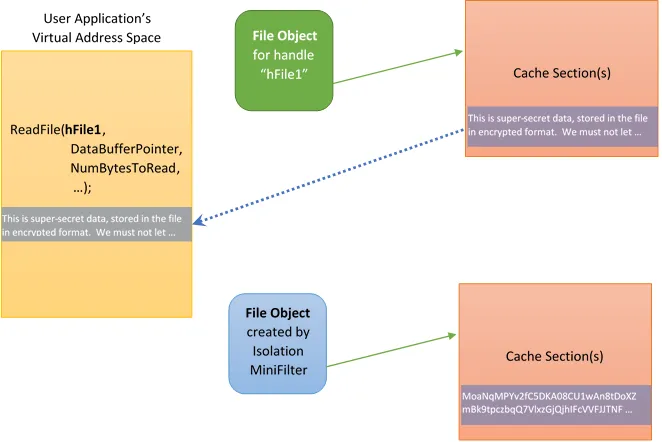 User Application’s
Virtual Address Space
ReadFile(hFile1,
DataBufferPointer,
NumBytesToRead,
…);
This is super-secret data, stored in the file
in encrypted format.  We must not let …
File Object
for handle
“hFile1”
Cache Section(s)
This is super-secret data, stored in the file
in encrypted format.  We must not let …
File Object
created by
Isolation
MiniFilter
Cache Section(s)
MoaNqMPYv2fC5DKA08CU1wAn8tDoXZ
mBk9tpczbqQ7VlxzGjQjhIFcVVFJJTNF …